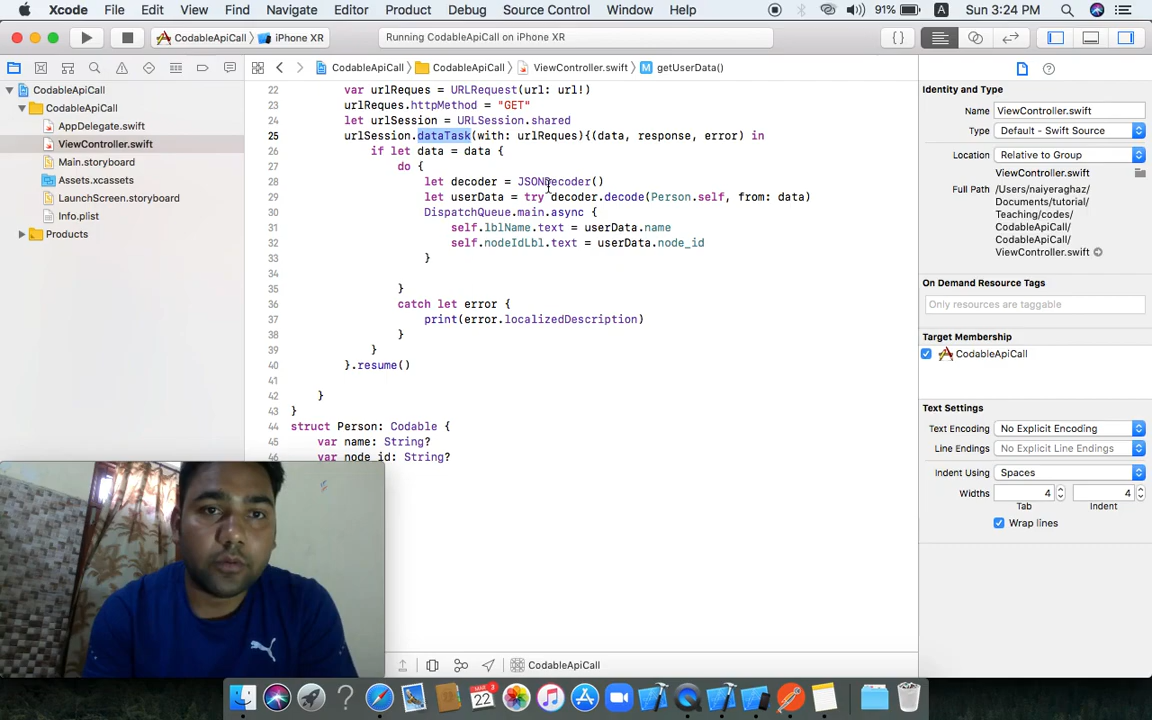 Xcode File Edit View Find Navigate Editor Product Debug Source Control Window Help 91% A Sun 3:24 PM
CodableApiCall iPhone XR Running CodableApiCall on iPhone XR
CodableApiCall CodableApiCall ViewController.swift M getUserData()
CodableApiCall
CodableApiCall
AppDelegate.swift
ViewController.swift
Main.storyboard
Assets.xcassets
LaunchScreen.storyboard
Info.plist
Products
22 var urlReques = URLRequest(url: url!)
23 urlReques.httpMethod = "GET"
24 let urlSession = URLSession.shared
25 urlSession.dataTask(with: urlReques){(data, response, error) in
26 if let data = data {
27 do {
28 let decoder = JSONDecoder()
29 let userData = try decoder.decode(Person.self, from: data)
30 DispatchQueue.main.async {
31 self.lblName.text = userData.name
32 self.nodeIdLbl.text = userData.node_id
33 }
34
35 }
36 catch let error {
37 print(error.localizedDescription)
38 }
39 }
40 }.resume()
41
42 }
43 }
44 struct Person: Codable {
45 var name: String?
46 var node_id: String?
CodableApiCall
Identity and Type
Name ViewController.swift
Type Default - Swift Source
Location Relative to Group
ViewController.swift
Full Path /Users/naiyeraghaz/
Documents/tutorial/
Teaching/codes/
CodableApiCall/
CodableApiCall/
ViewController.swift
On Demand Resource Tags
Only resources are taggable
Target Membership
CodableApiCall
Text Settings
Text Encoding No Explicit Encoding
Line Endings No Explicit Line Endings
Indent Using Spaces
Widths 4 4
Tab Indent
Wrap lines